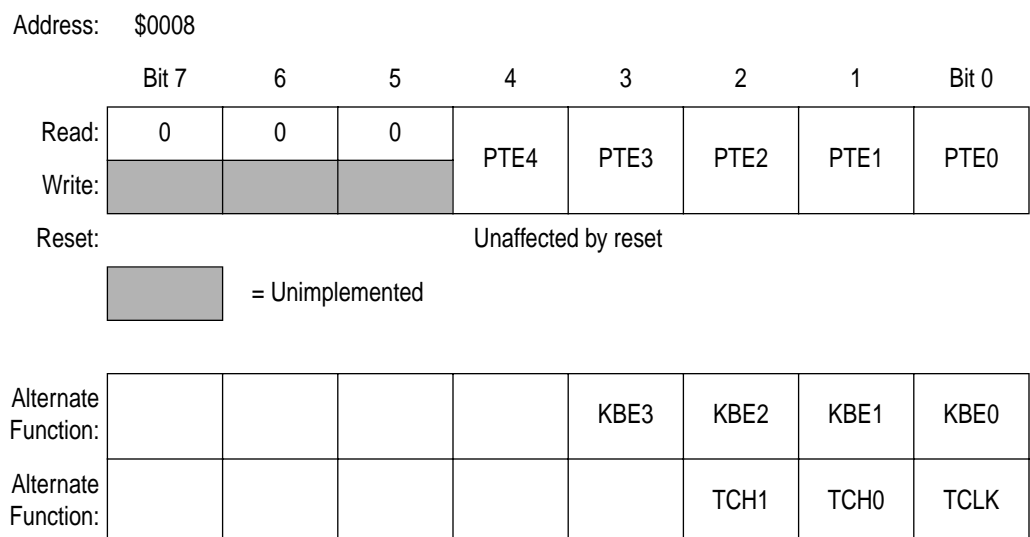 Address: $0008
Bit 7 6 5 4 3 2 1 Bit 0
Read: 0 0 0 PTE4 PTE3 PTE2 PTE1 PTE0
Write:
Reset: Unaffected by reset
= Unimplemented
Alternate
Function: KBE3 KBE2 KBE1 KBE0
Alternate
Function: TCH1 TCH0 TCLK